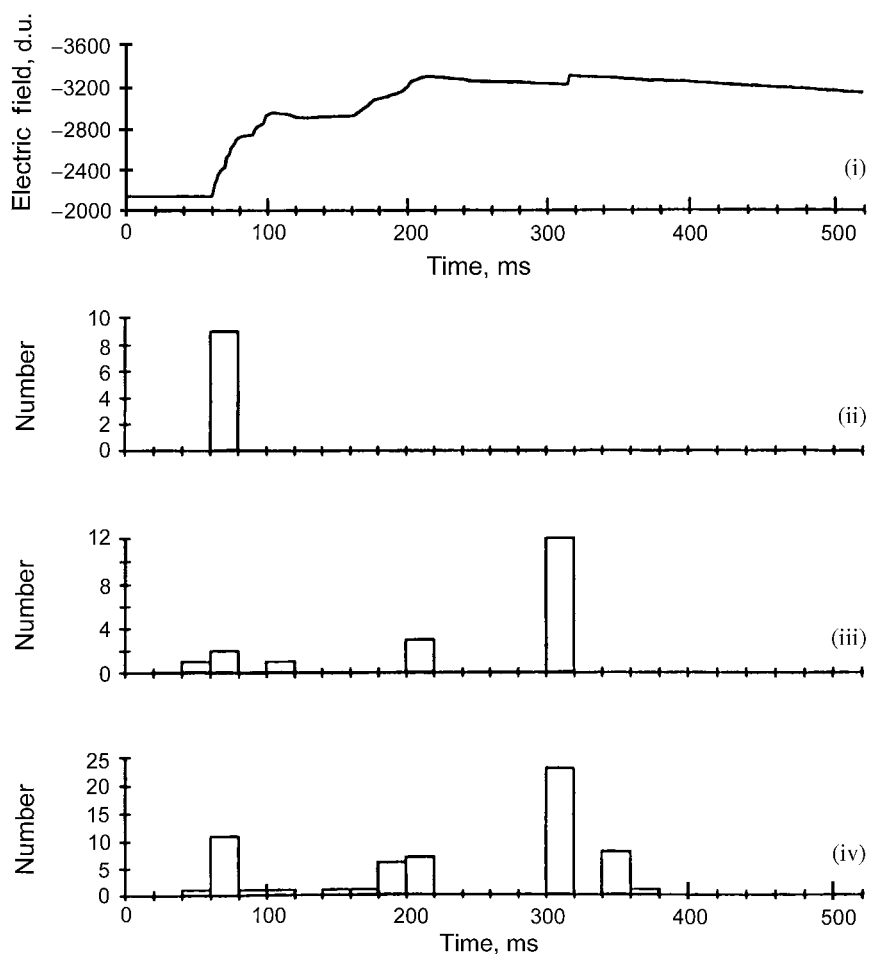 Electric field, d.u.
−3600
−3200
−2800
−2400
−2000
(i)
0 100 200 300 400 500
Time, ms
Number
10
8
6
4
2
0
(ii)
Number
12
8
4
0
(iii)
Number
25
20
15
10
5
0
(iv)
0 100 200 300 400 500
Time, ms